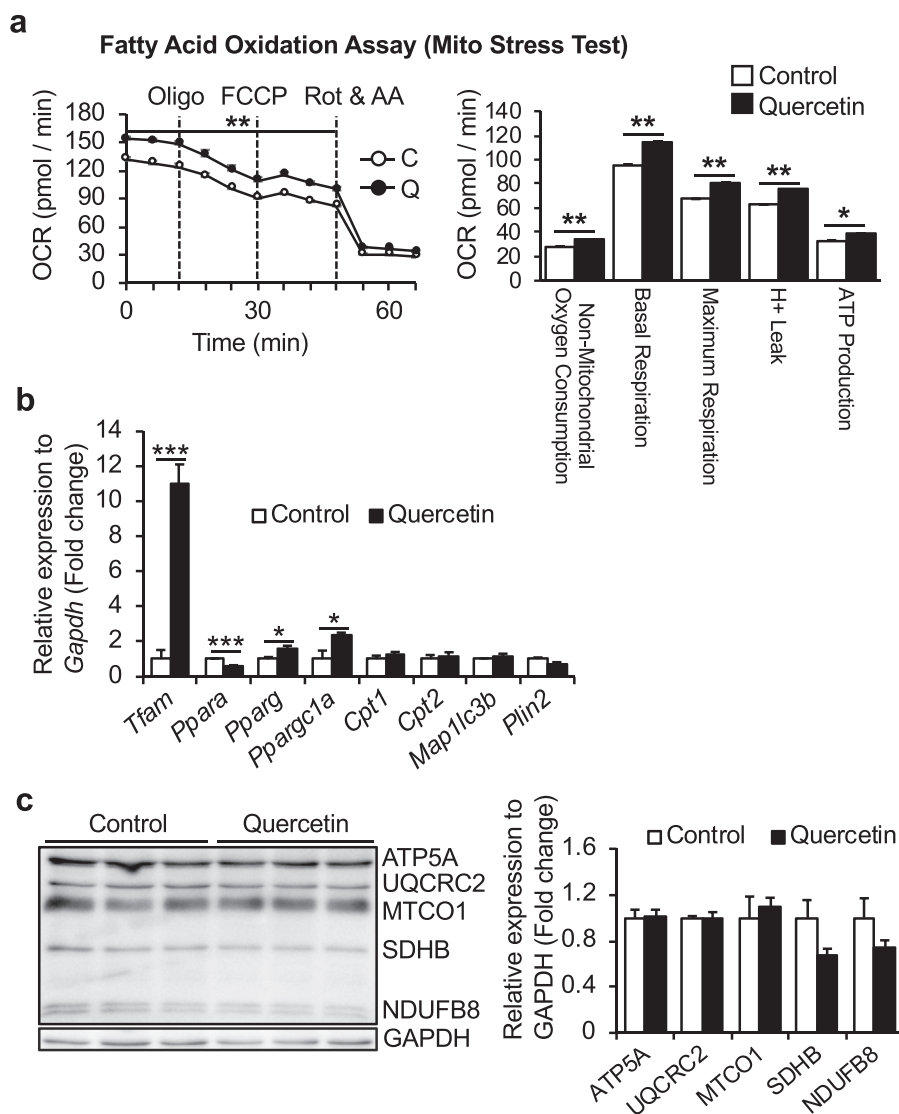 a
Fatty Acid Oxidation Assay (Mito Stress Test)
Oligo FCCP Rot & AA
OCR (pmol / min)
180
150
120
90
60
30
0
**
C
Q
0 30 60
Time (min)
Control
Quercetin
OCR (pmol / min)
140
120
100
80
60
40
20
0
**
**
**
**
*
Non-Mitochondrial
Oxygen Consumption
Basal Respiration
Maximum Respiration
H+ Leak
ATP Production
b
Relative expression to
Gapdh (Fold change)
14
12
10
8
6
4
2
0
***
***
*
*
Control Quercetin
Tfam
Ppara
Pparg
Ppargc1a
Cpt1
Cpt2
Map1lc3b
Plin2
c
Control Quercetin
ATP5A
UQCRC2
MTCO1
SDHB
NDUFB8
GAPDH
Relative expression to
GAPDH (Fold change)
Control Quercetin
1.6
1.2
0.8
0.4
0
ATP5A
UQCRC2
MTCO1
SDHB
NDUFB8